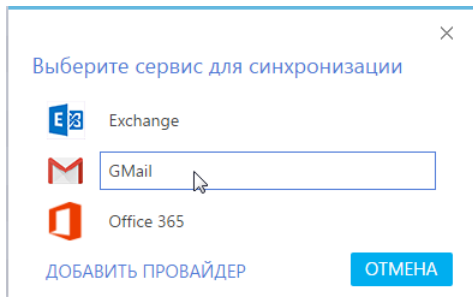 Выберите сервис для синхронизации
Exchange
GMail
Office 365
ДОБАВИТЬ ПРОВАЙДЕР
ОТМЕНА